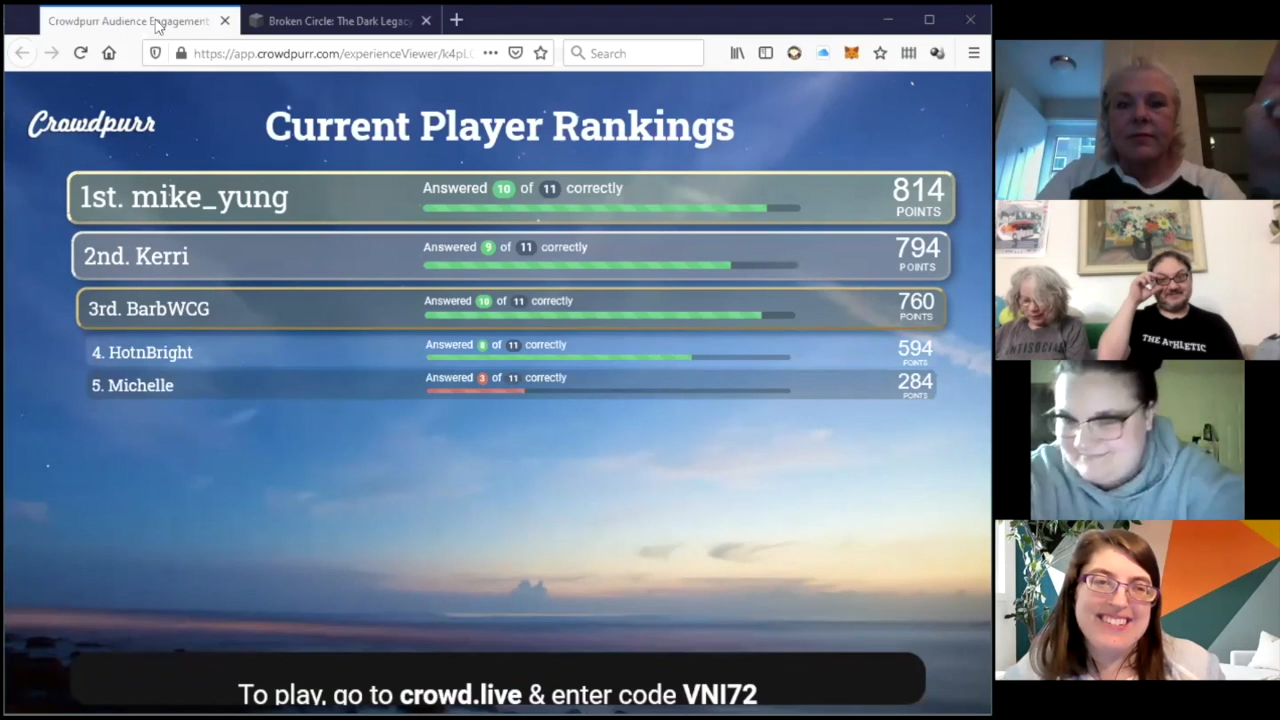 Crowdpurr Audience Engagement
Broken Circle: The Dark Legacy
https://app.crowdpurr.com/experienceViewer/k4pL
Search
Crowdpurr
Current Player Rankings
1st. mike_yung
Answered 10 of 11 correctly
814
POINTS
2nd. Kerri
Answered 9 of 11 correctly
794
POINTS
3rd. BarbWCG
Answered 10 of 11 correctly
760
POINTS
4. HotnBright
Answered 8 of 11 correctly
594
POINTS
5. Michelle
Answered 3 of 11 correctly
284
POINTS
To play, go to crowd.live & enter code VNI72
THE ATHLETIC